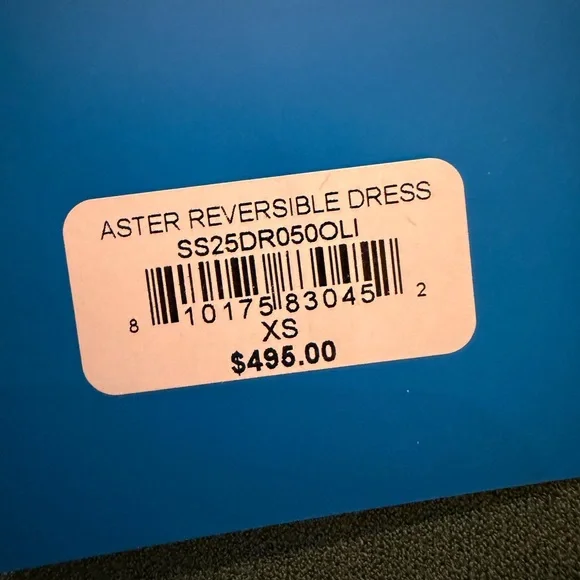 ASTER REVERSIBLE DRESS
SS25DR050OLI
8 10175 83045 2
XS
$495.00